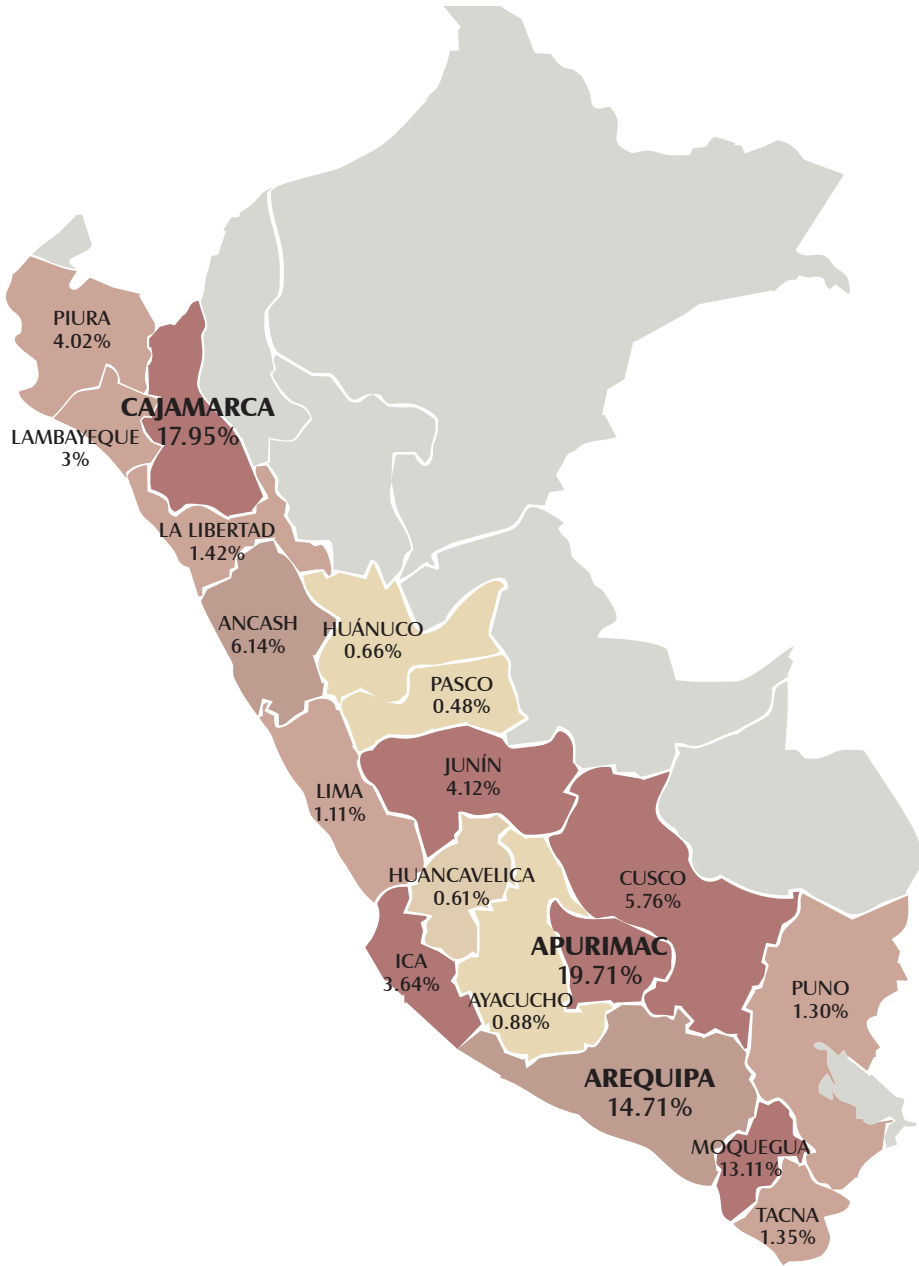 PIURA
4.02%
CAJAMARCA
17.95%
LAMBAYEQUE
3%
LA LIBERTAD
1.42%
ANCASH
6.14%
HUÁNUCO
0.66%
PASCO
0.48%
JUNÍN
4.12%
LIMA
1.11%
HUANCAVELICA
0.61%
CUSCO
5.76%
APURIMAC
19.71%
ICA
3.64%
AYACUCHO
0.88%
PUNO
1.30%
AREQUIPA
14.71%
MOQUEGUA
13.11%
TACNA
1.35%